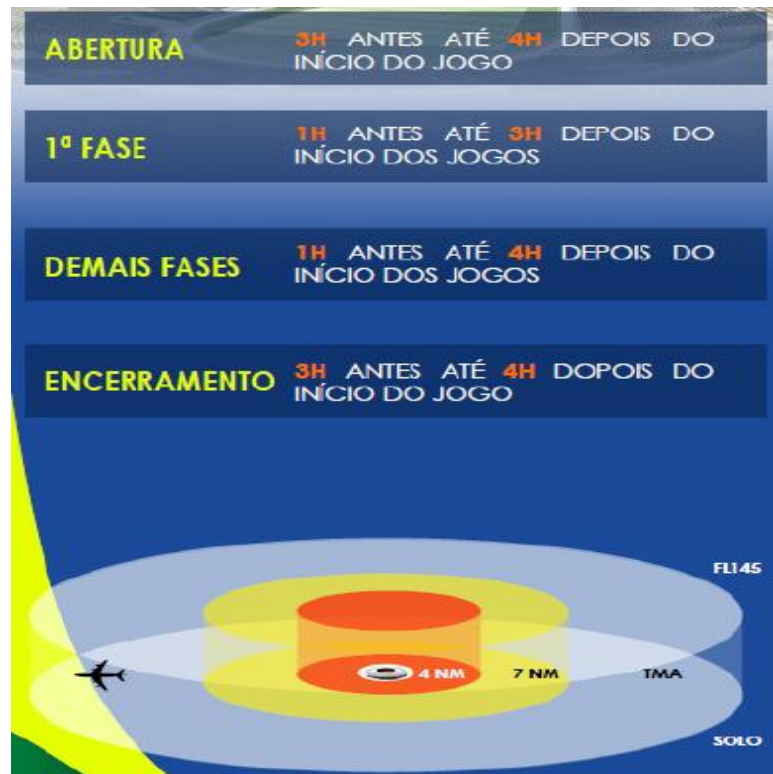 ABERTURA
3H ANTES ATÉ 4H DEPOIS DO
INÍCIO DO JOGO
1ª FASE
1H ANTES ATÉ 3H DEPOIS DO
INÍCIO DOS JOGOS
DEMAIS FASES
1H ANTES ATÉ 4H DEPOIS DO
INÍCIO DOS JOGOS
ENCERRAMENTO
3H ANTES ATÉ 4H DOPOIS DO
INÍCIO DO JOGO
FL145
4 NM 7 NM TMA
SOLO